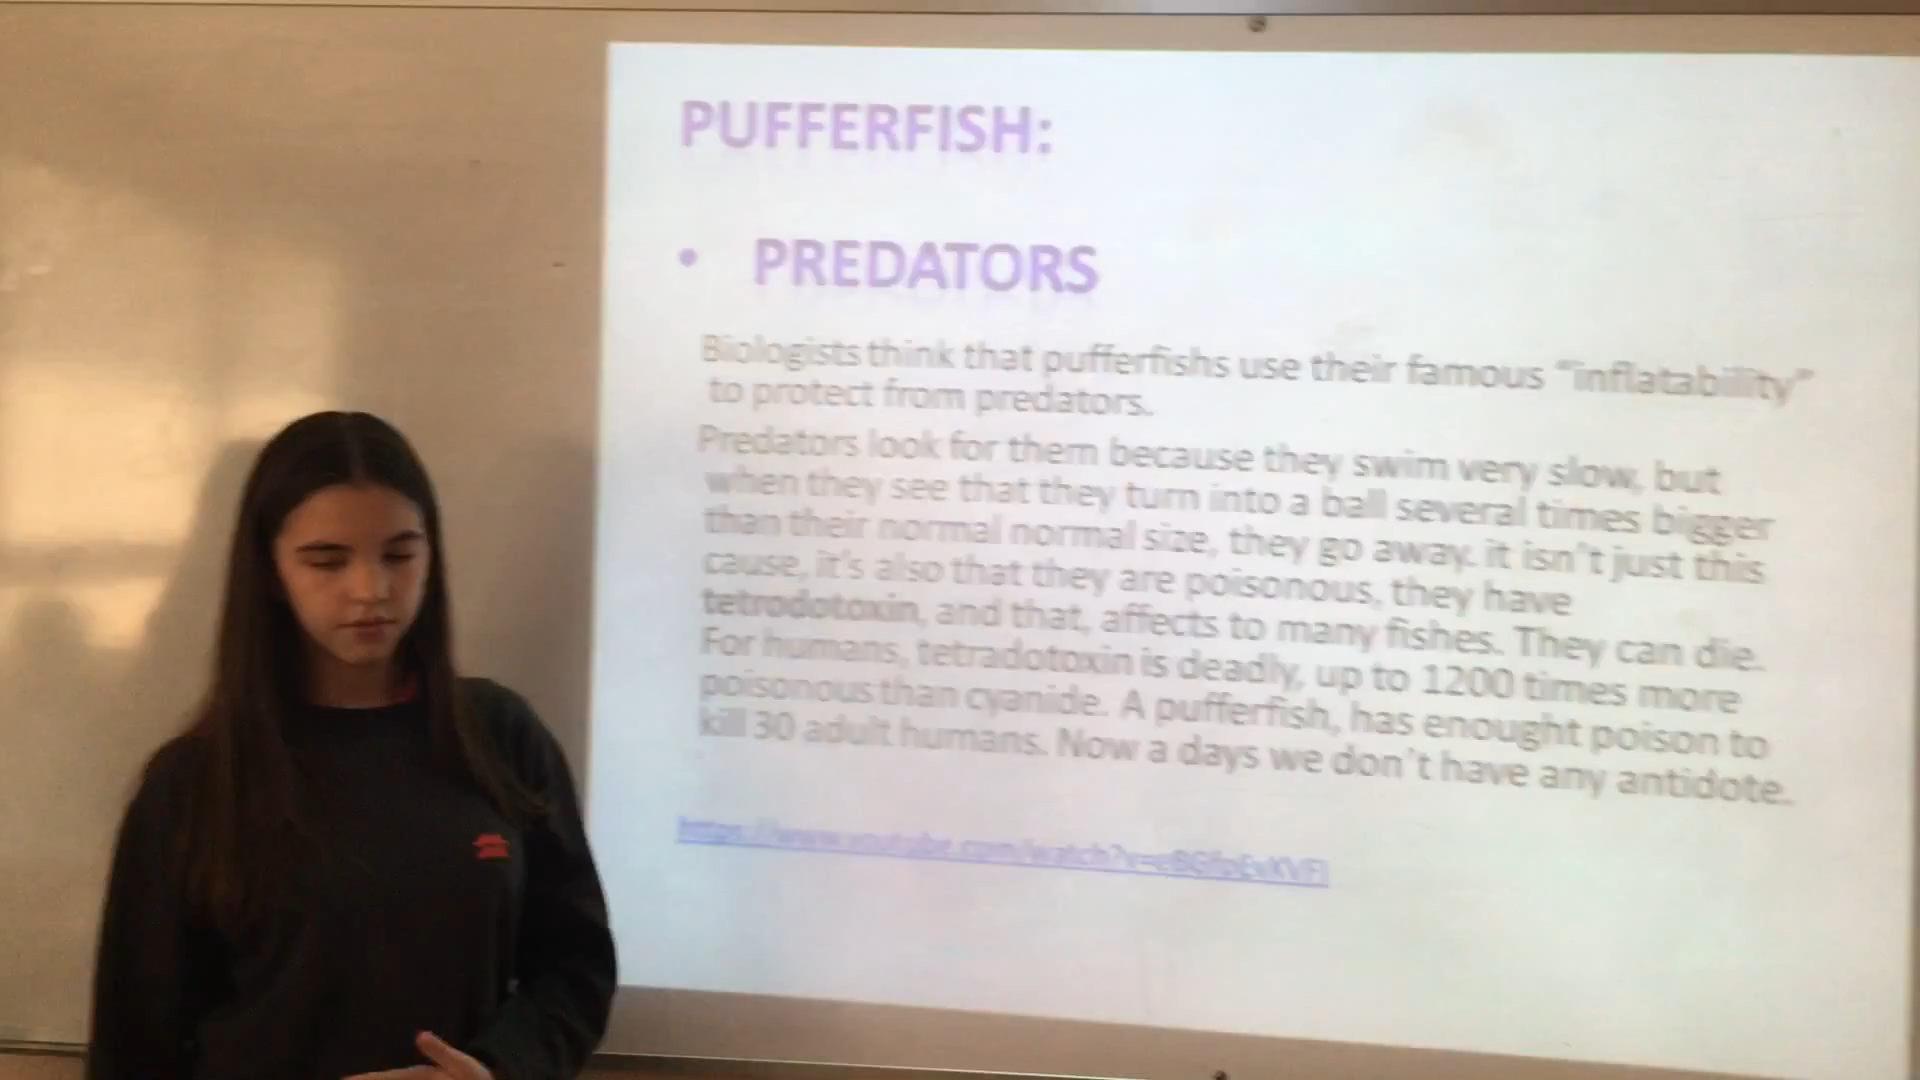 PUFFERFISH:
• PREDATORS
Biologists think that pufferfishs use their famous "inflatability"
to protect from predators.
Predators look for them because they swim very slow, but
when they see that they turn into a ball several times bigger
than their normal normal size, they go away. it isn't just this
cause, it's also that they are poisonous, they have
tetrodotoxin, and that, affects to many fishes. They can die.
For humans, tetradotoxin is deadly, up to 1200 times more
poisonous than cyanide. A pufferfish, has enought poison to
kill 30 adult humans. Now a days we don't have any antidote.